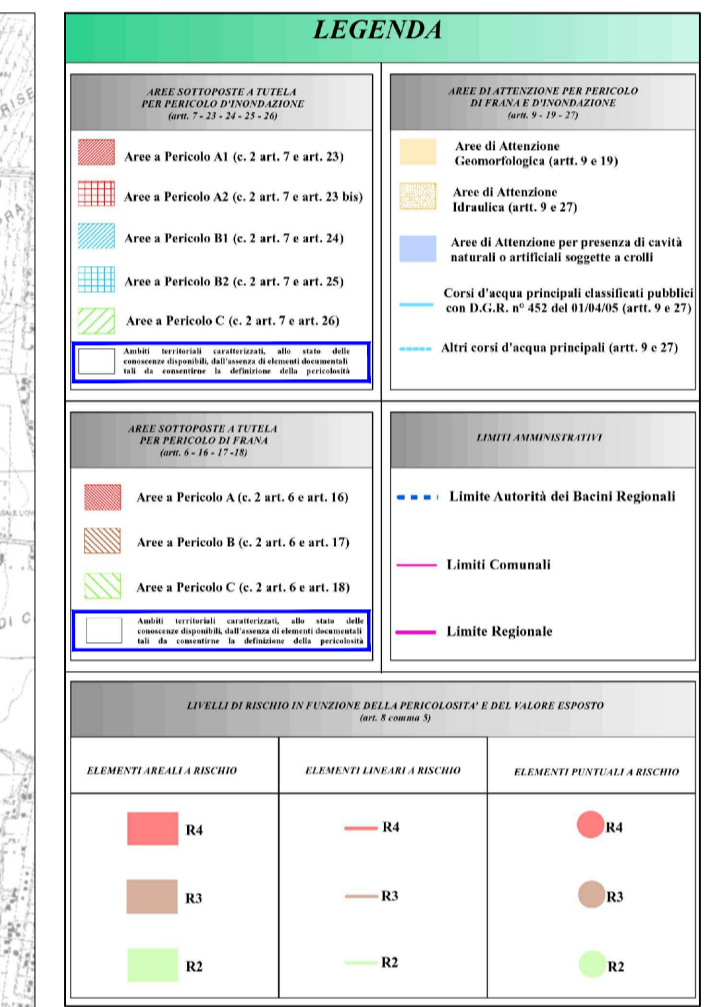 LEGENDA
AREE SOTTOPOSTE A TUTELA
PER PERICOLO D'INONDAZIONE
(artt. 7 - 23 - 24 - 25 - 26)
Aree a Pericolo A1 (c. 2 art. 7 e art. 23)
Aree a Pericolo A2 (c. 2 art. 7 e art. 23 bis)
Aree a Pericolo B1 (c. 2 art. 7 e art. 24)
Aree a Pericolo B2 (c. 2 art. 7 e art. 25)
Aree a Pericolo C (c. 2 art. 7 e art. 26)
Ambiti territoriali caratterizzati, allo stato delle
conoscenze disponibili, dall'assenza di elementi documentali
tali da consentirne la definizione della pericolosità
AREE DI ATTENZIONE PER PERICOLO
DI FRANA E D'INONDAZIONE
(artt. 9 - 19 - 27)
Aree di Attenzione
Geomorfologica (artt. 9 e 19)
Aree di Attenzione
Idraulica (artt. 9 e 27)
Aree di Attenzione per presenza di cavità
naturali o artificiali soggette a crolli
Corsi d'acqua principali classificati pubblici
con D.G.R. n° 452 del 01/04/05 (artt. 9 e 27)
Altri corsi d'acqua principali (artt. 9 e 27)
AREE SOTTOPOSTE A TUTELA
PER PERICOLO DI FRANA
(artt. 6 - 16 - 17 -18)
Aree a Pericolo A (c. 2 art. 6 e art. 16)
Aree a Pericolo B (c. 2 art. 6 e art. 17)
Aree a Pericolo C (c. 2 art. 6 e art. 18)
Ambiti territoriali caratterizzati, allo stato delle
conoscenze disponibili, dall'assenza di elementi documentali
tali da consentirne la definizione della pericolosità
LIMITI AMMINISTRATIVI
Limite Autorità dei Bacini Regionali
Limiti Comunali
Limite Regionale
LIVELLI DI RISCHIO IN FUNZIONE DELLA PERICOLOSITA' E DEL VALORE ESPOSTO
(art. 8 comma 5)
ELEMENTI AREALI A RISCHIO
R4
R3
R2
ELEMENTI LINEARI A RISCHIO
R4
R3
R2
ELEMENTI PUNTUALI A RISCHIO
R4
R3
R2